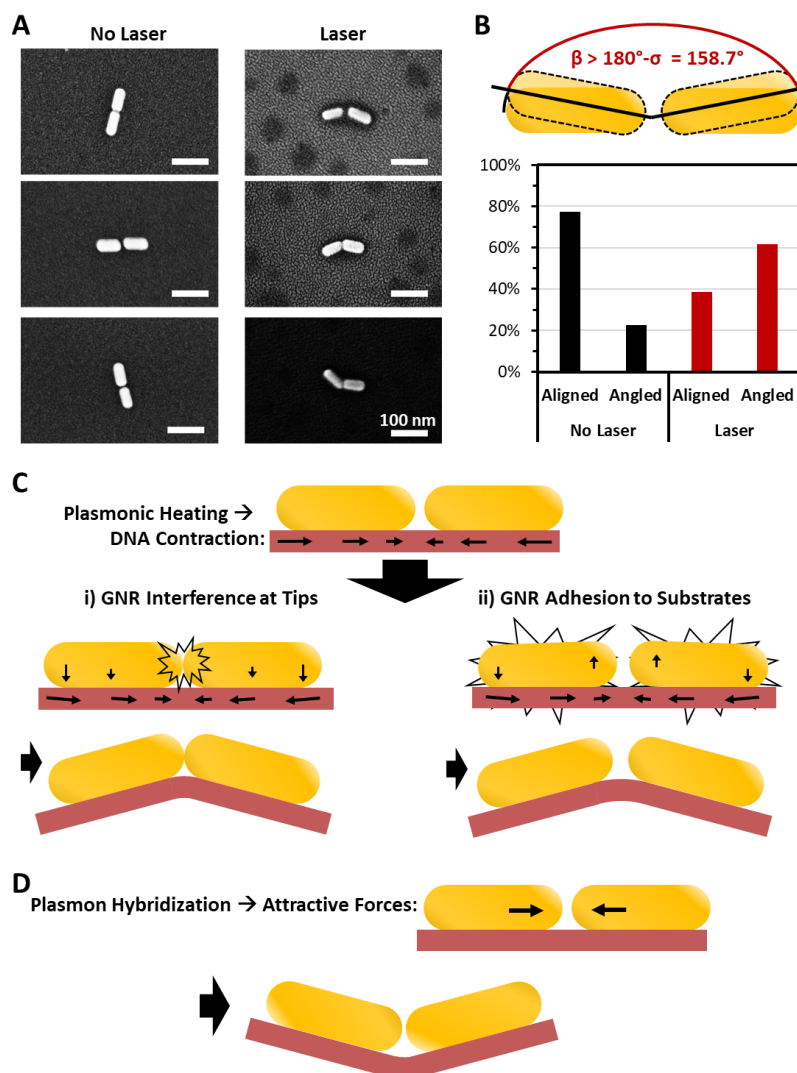 A
No Laser
Laser
100 nm
B
β > 180°-σ = 158.7°
100%
80%
60%
40%
20%
0%
Aligned Angled Aligned Angled
No Laser Laser
C
Plasmonic Heating →
DNA Contraction:
i) GNR Interference at Tips
ii) GNR Adhesion to Substrates
D
Plasmon Hybridization → Attractive Forces: